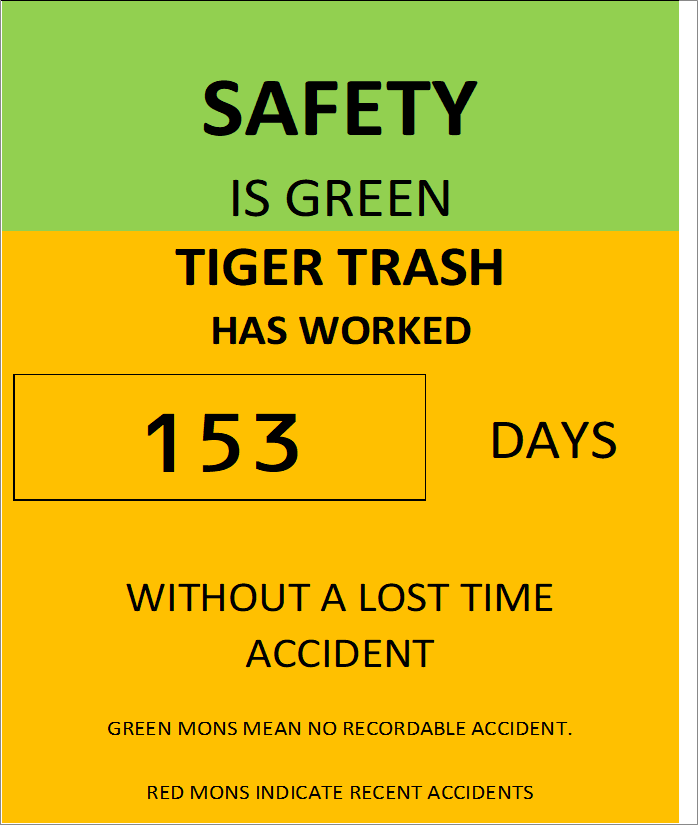 SAFETY
IS GREEN
TIGER TRASH
HAS WORKED
153 DAYS
WITHOUT A LOST TIME
ACCIDENT
GREEN MONS MEAN NO RECORDABLE ACCIDENT.
RED MONS INDICATE RECENT ACCIDENTS